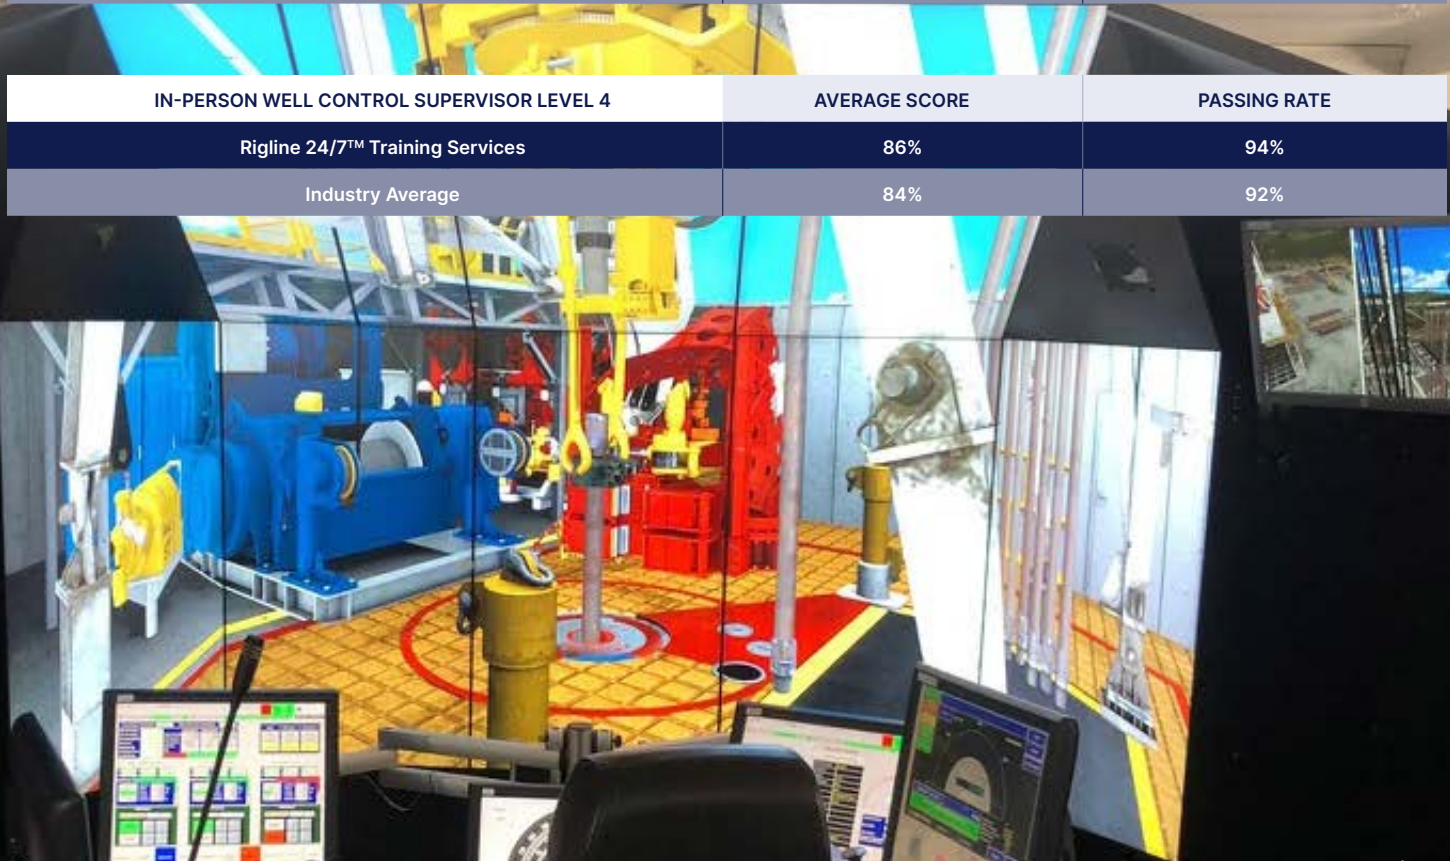 IN-PERSON WELL CONTROL SUPERVISOR LEVEL 4 AVERAGE SCORE PASSING RATE
Rigline 24/7™ Training Services 86% 94%
Industry Average 84% 92%